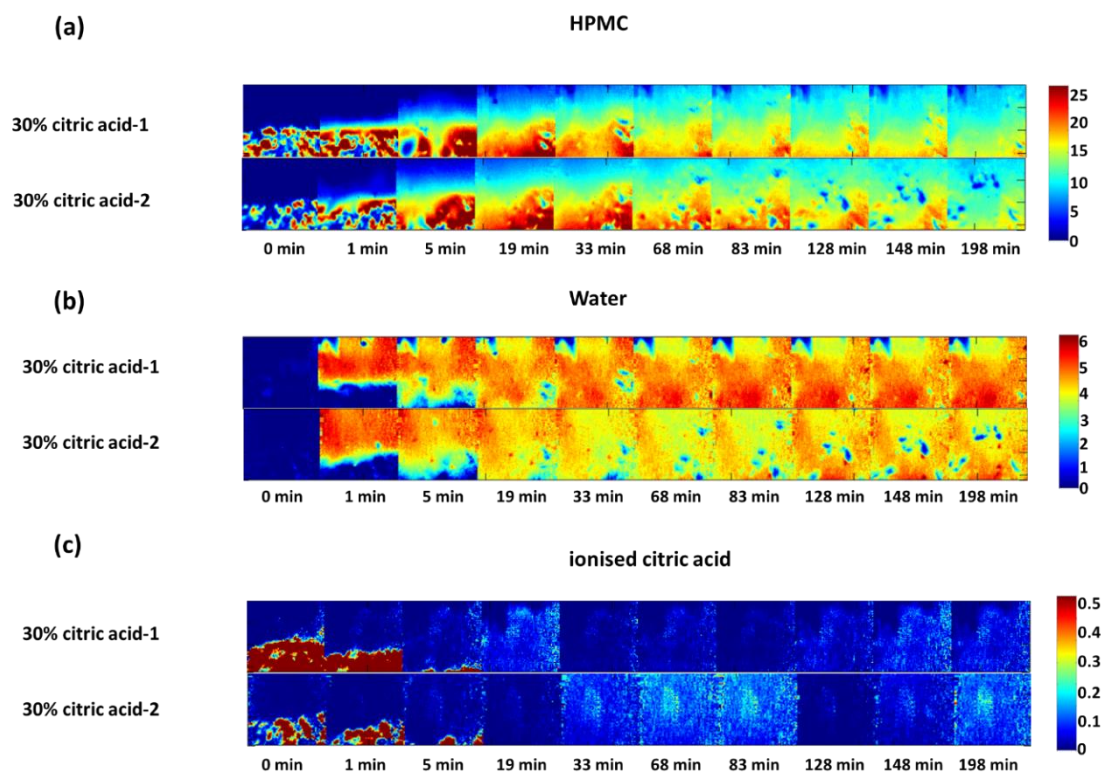 (a)
HPMC
30% citric acid-1
30% citric acid-2
25
20
15
10
5
0
0 min 1 min 5 min 19 min 33 min 68 min 83 min 128 min 148 min 198 min
(b)
Water
30% citric acid-1
30% citric acid-2
6
5
4
3
2
1
0
0 min 1 min 5 min 19 min 33 min 68 min 83 min 128 min 148 min 198 min
(c)
ionised citric acid
30% citric acid-1
30% citric acid-2
0.5
0.4
0.3
0.2
0.1
0
0 min 1 min 5 min 19 min 33 min 68 min 83 min 128 min 148 min 198 min